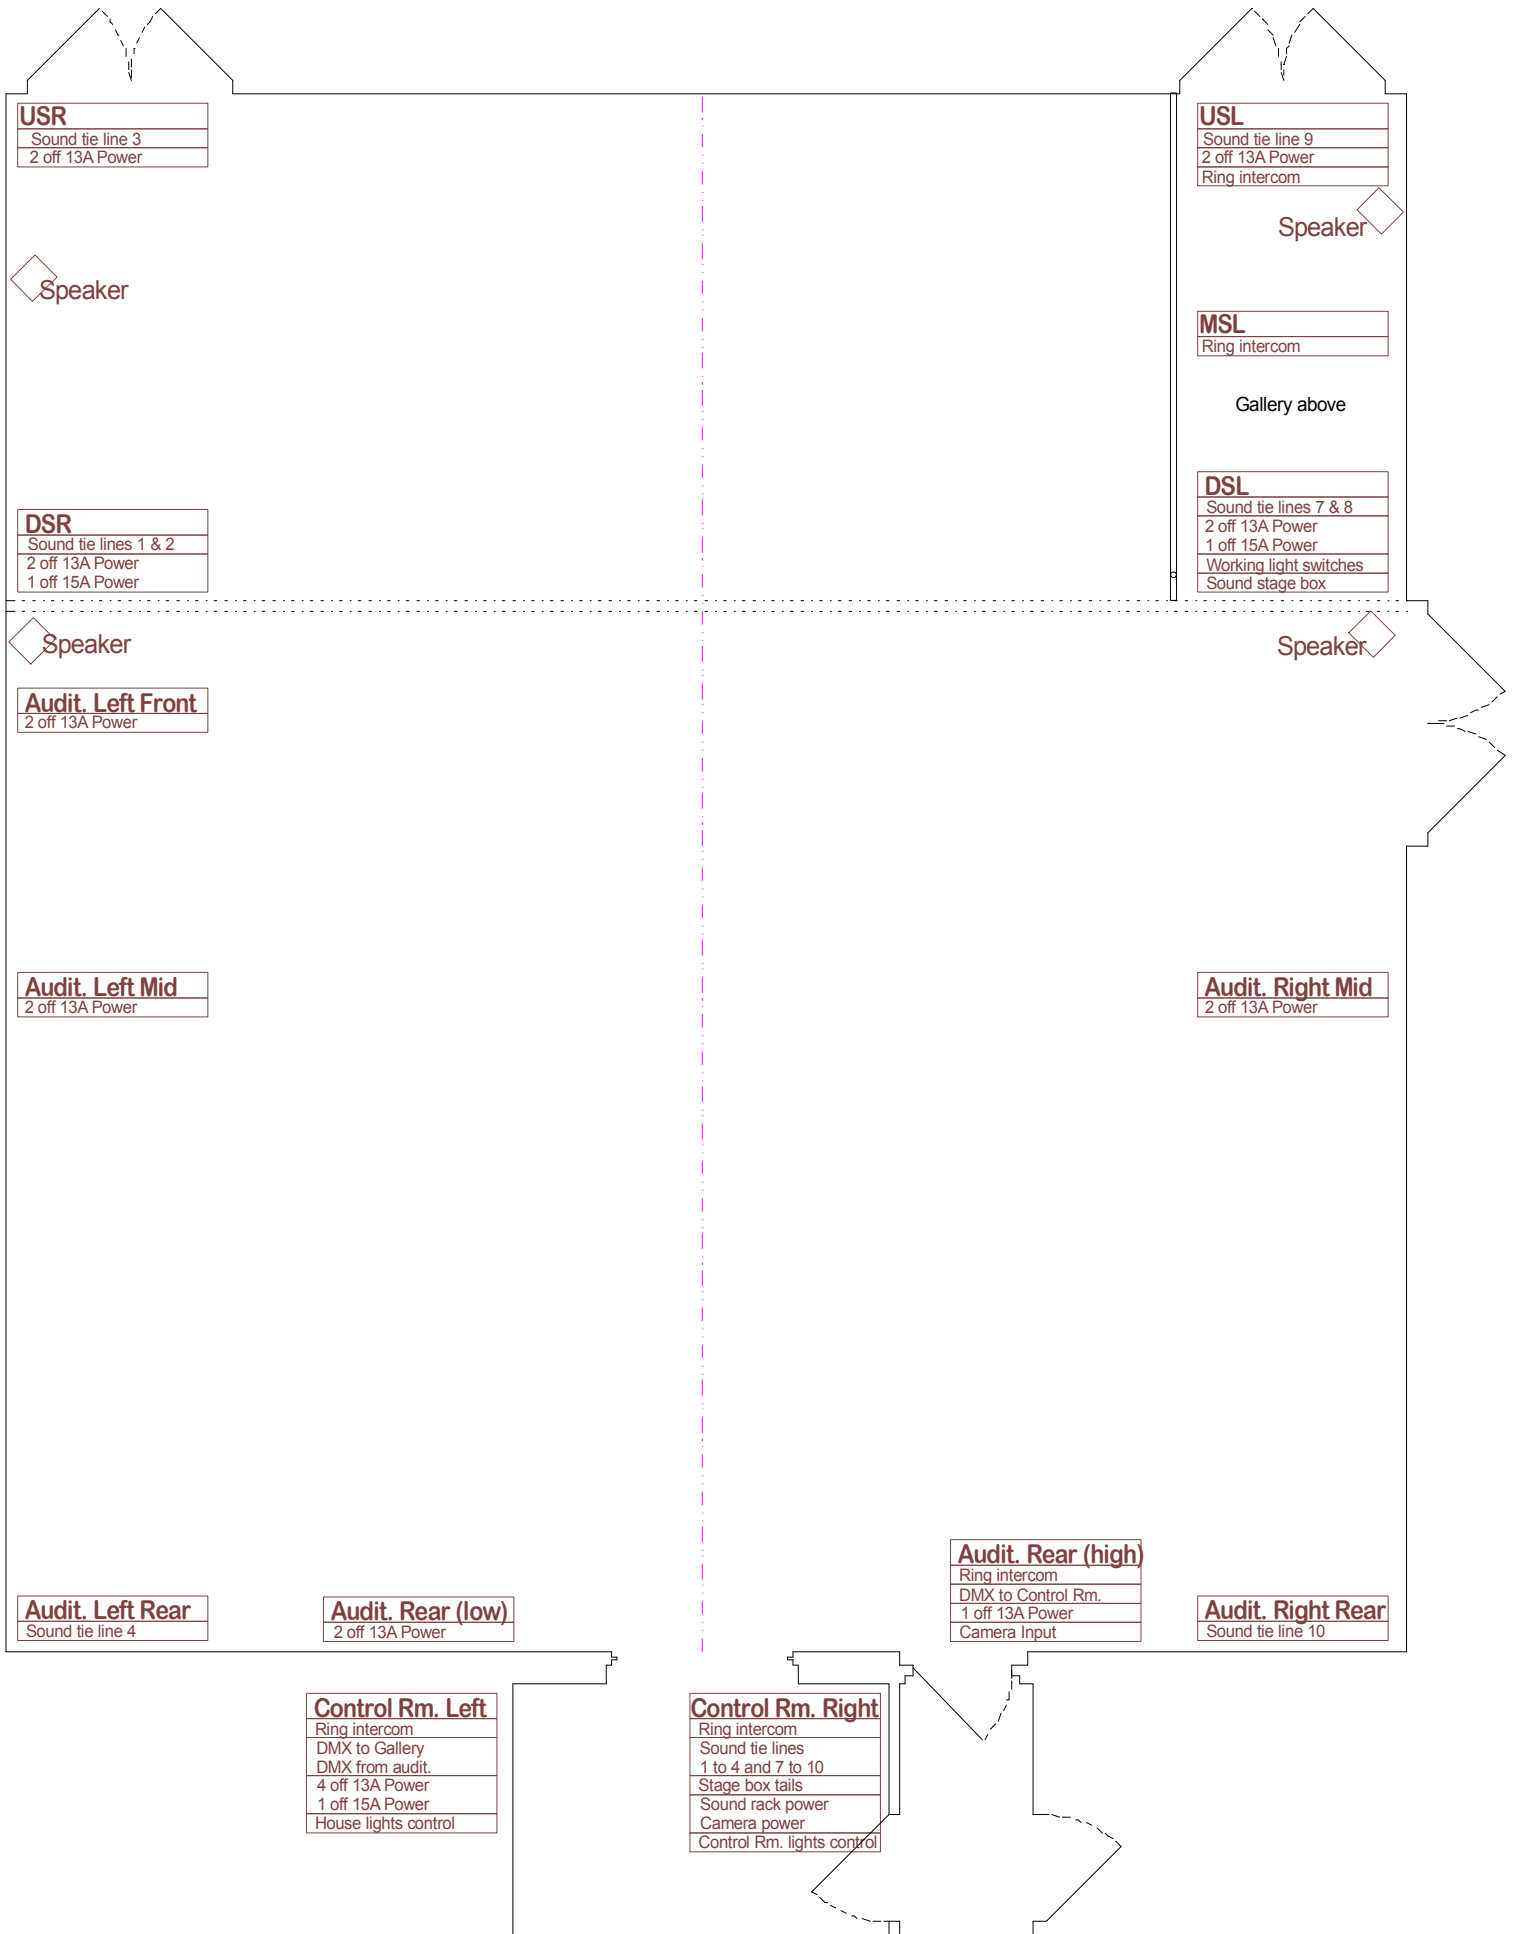 USR
Sound tie line 3
2 off 13A Power
USL
Sound tie line 9
2 off 13A Power
Ring intercom
Speaker
Speaker
MSL
Ring intercom
Gallery above
DSL
Sound tie lines 7 & 8
2 off 13A Power
1 off 15A Power
Working light switches
Sound stage box
DSR
Sound tie lines 1 & 2
2 off 13A Power
1 off 15A Power
Speaker
Speaker
Audit. Left Front
2 off 13A Power
Audit. Left Mid
2 off 13A Power
Audit. Right Mid
2 off 13A Power
Audit. Rear (high)
Ring intercom
DMX to Control Rm.
1 off 13A Power
Camera Input
Audit. Left Rear
Sound tie line 4
Audit. Rear (low)
2 off 13A Power
Audit. Right Rear
Sound tie line 10
Control Rm. Left
Ring intercom
DMX to Gallery
DMX from audit.
4 off 13A Power
1 off 15A Power
House lights control
Control Rm. Right
Ring intercom
Sound tie lines
1 to 4 and 7 to 10
Stage box tails
Sound rack power
Camera power
Control Rm. lights control